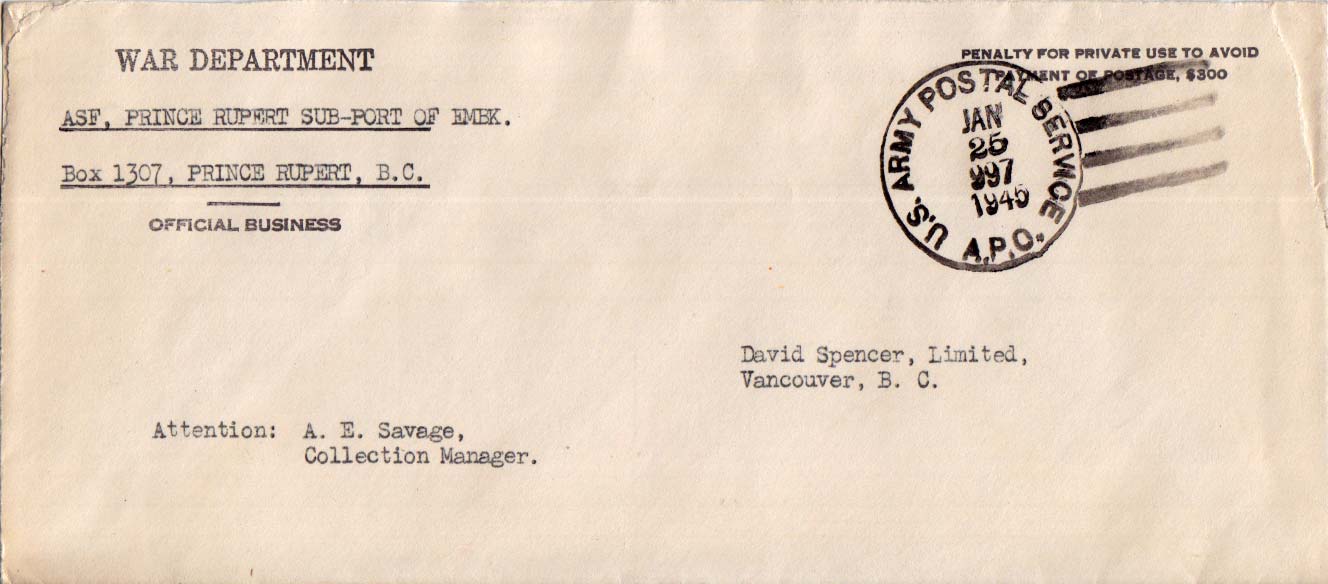 WAR DEPARTMENT
ASF, PRINCE RUPERT SUB-PORT OF EMBK.
Box 1307, PRINCE RUPERT, B.C.
OFFICIAL BUSINESS
PENALTY FOR PRIVATE USE TO AVOID
PAYMENT OF POSTAGE, $300
U.S. ARMY POSTAL SERVICE
JAN
25
997
1945
A.P.O.
David Spencer, Limited,
Vancouver, B. C.
Attention: A. E. Savage,
Collection Manager.